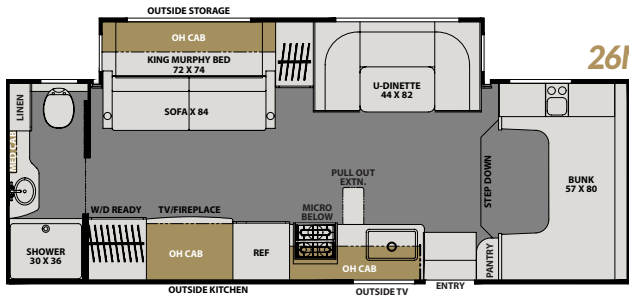 OUTSIDE STORAGE
OH CAB
KING MURPHY BED
72 X 74
SOFA X 84
U-DINETTE
44 X 82
LINEN
MED CAB
PULL OUT
EXTN.
STEP DOWN
BUNK
57 X 80
W/D READY
TV/FIREPLACE
MICRO
BELOW
SHOWER
30 X 36
OH CAB
REF
OH CAB
PANTRY
OUTSIDE KITCHEN
OUTSIDE TV
ENTRY